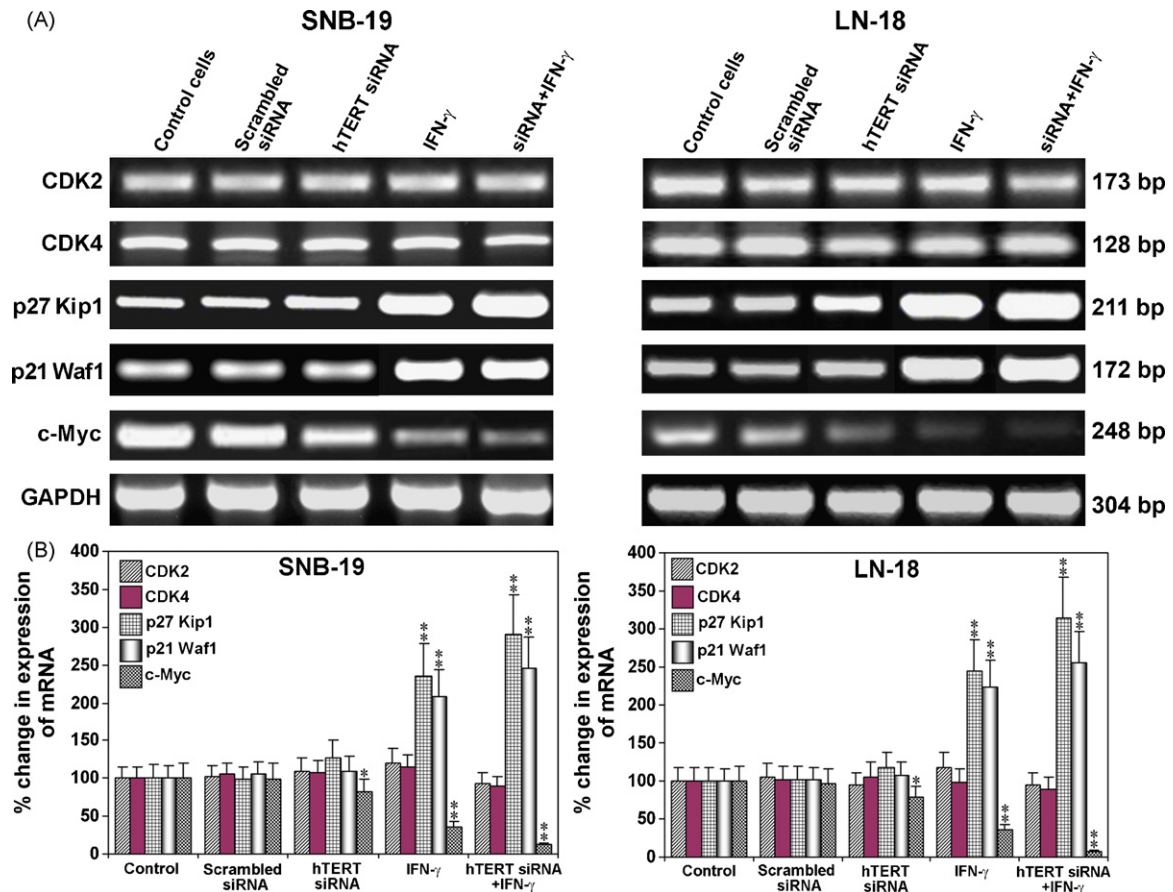 (A)
SNB-19
LN-18
Control cells
Scrambled
siRNA
hTERT siRNA
IFN-γ
siRNA+IFN-γ
Control cells
Scrambled
siRNA
hTERT siRNA
IFN-γ
siRNA+IFN-γ
CDK2
173 bp
CDK4
128 bp
p27 Kip1
211 bp
p21 Waf1
172 bp
c-Myc
248 bp
GAPDH
304 bp
(B)
SNB-19
% change in expression
of mRNA
400
350
300
250
200
150
100
50
0
CDK2
CDK4
p27 Kip1
p21 Waf1
c-Myc
*
**
**
**
**
**
**
Control
Scrambled
siRNA
hTERT
siRNA
IFN-γ
hTERT siRNA
+IFN-γ
LN-18
% change in expression
of mRNA
400
350
300
250
200
150
100
50
0
CDK2
CDK4
p27 Kip1
p21 Waf1
c-Myc
*
**
**
**
**
**
**
Control
Scrambled
siRNA
hTERT
siRNA
IFN-γ
hTERT siRNA
+IFN-γ